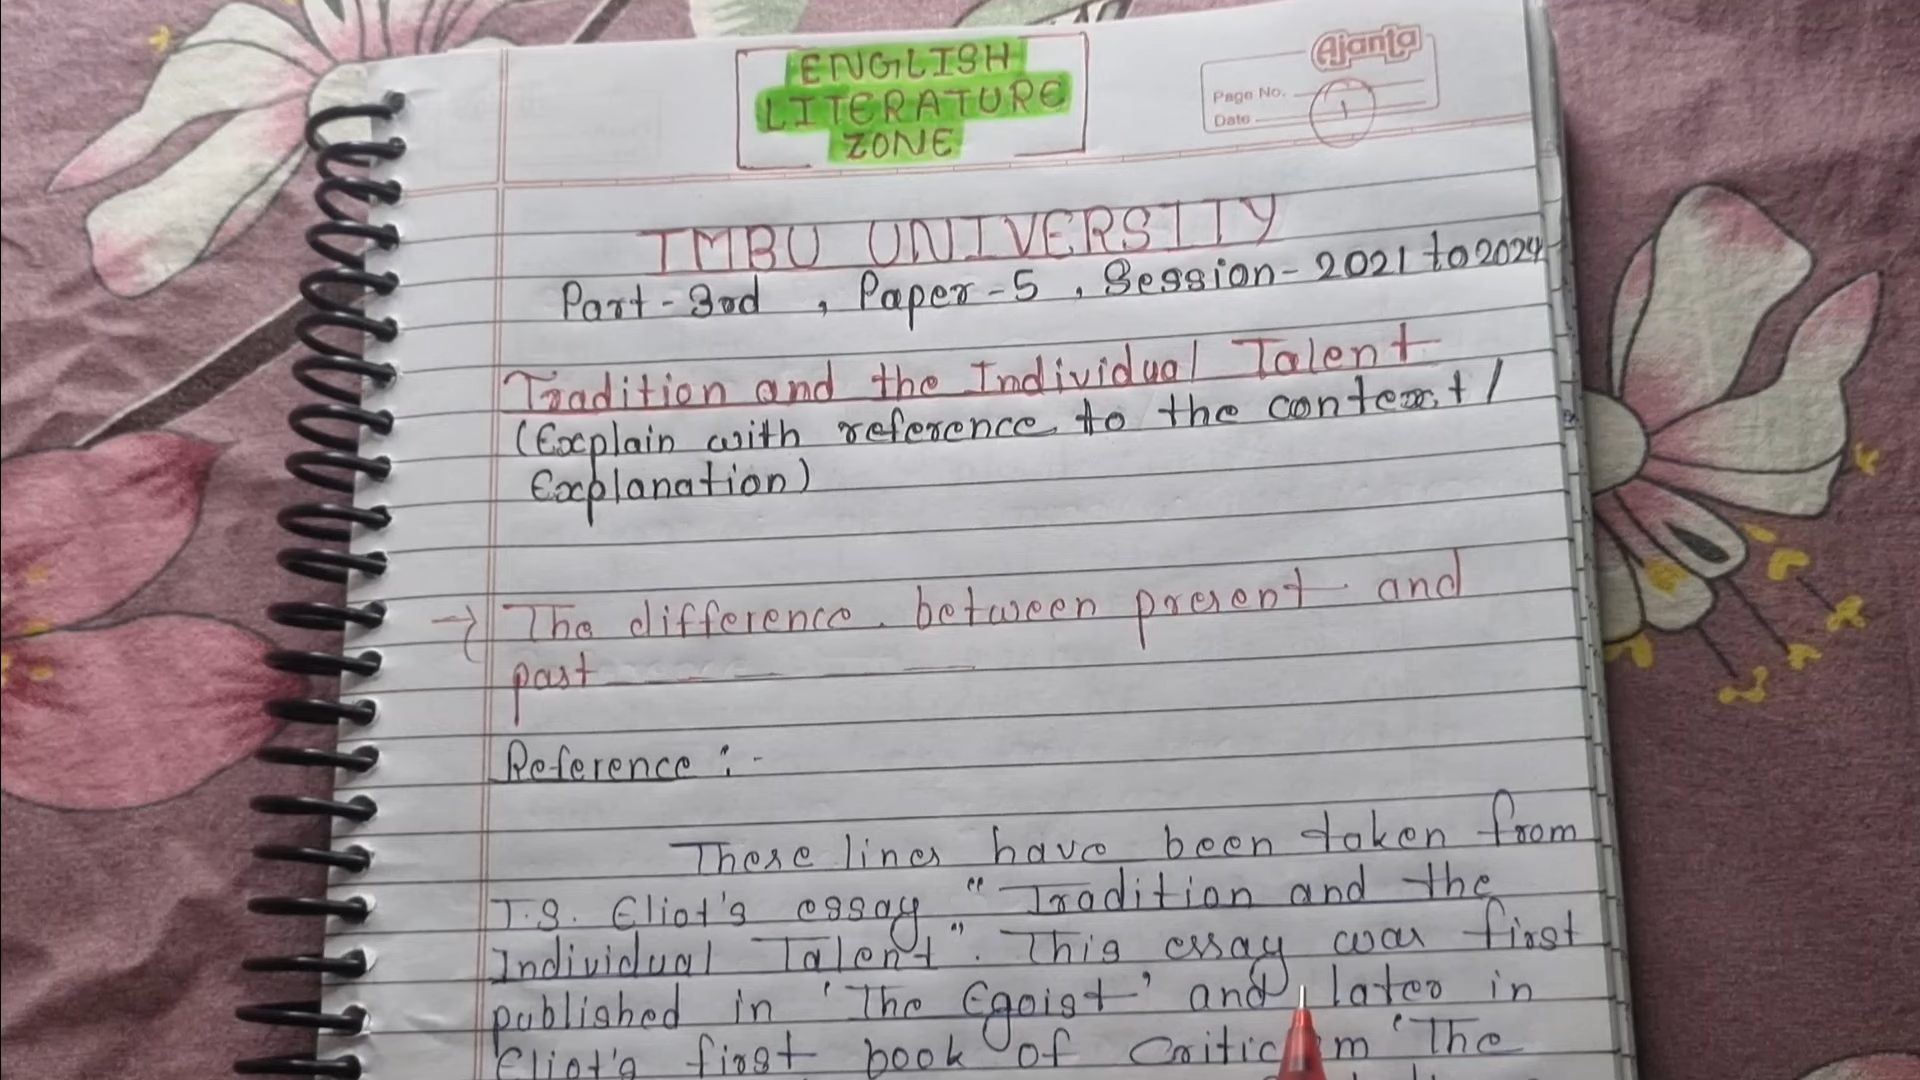 ENGLISH
LITERATURE
ZONE
Ajanta
Page No.
1
Date
TMBU UNIVERSITY
Part-3rd , Paper-5 , Session-2021 to 2024
Tradition and the Individual Talent
(Explain with reference to the context /
Explanation)
→ The difference between present and
past
Reference :-
These lines have been taken from
T.S. Eliot's essay "Tradition and the
Individual Talent". This essay was first
published in 'The Egoist' and later in
Eliot's first book of Criticism 'The